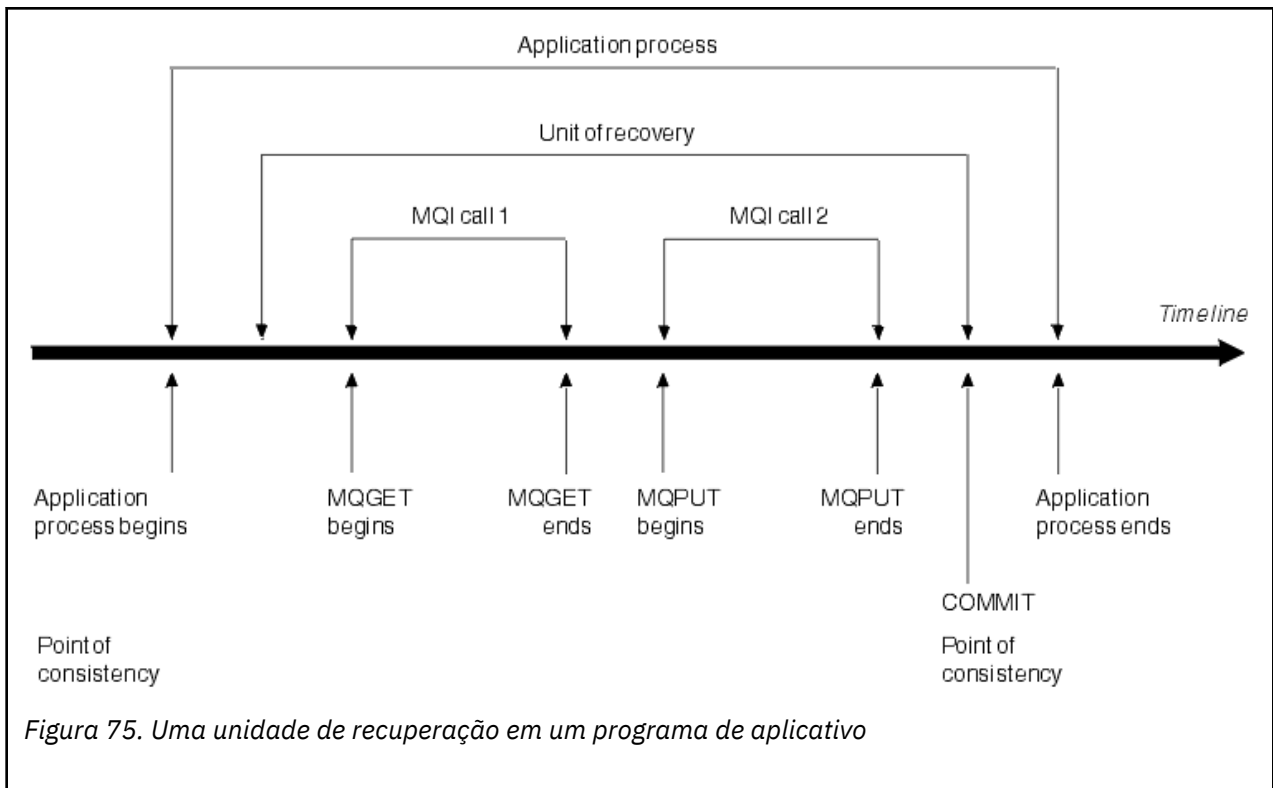 Application process
Unit of recovery
MQI call 1
MQI call 2
Timeline
Application
process begins
MQGET
begins
MQGET
ends
MQPUT
begins
MQPUT
ends
Application
process ends
COMMIT
Point of
consistency
Point of
consistency
Figura 75. Uma unidade de recuperação em um programa de aplicativo